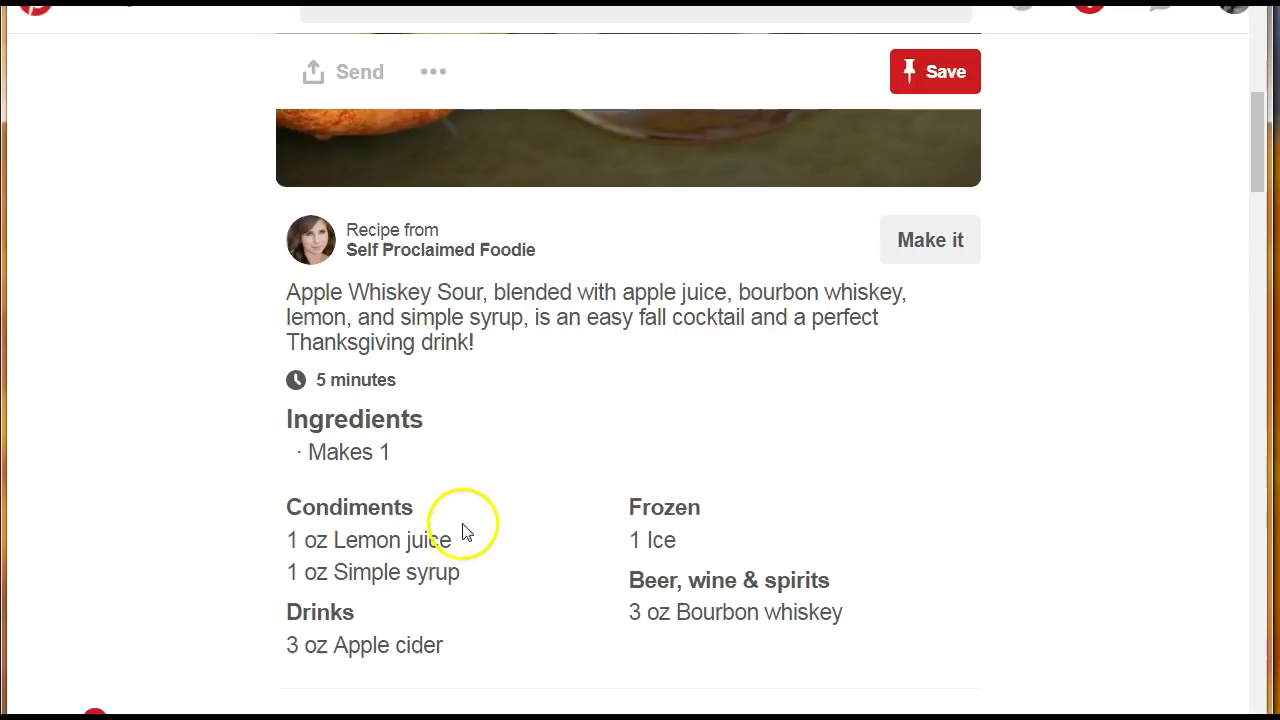 Send
Save
Recipe from
Self Proclaimed Foodie
Make it
Apple Whiskey Sour, blended with apple juice, bourbon whiskey,
lemon, and simple syrup, is an easy fall cocktail and a perfect
Thanksgiving drink!
5 minutes
Ingredients
· Makes 1
Condiments
1 oz Lemon juice
1 oz Simple syrup
Drinks
3 oz Apple cider
Frozen
1 Ice
Beer, wine & spirits
3 oz Bourbon whiskey